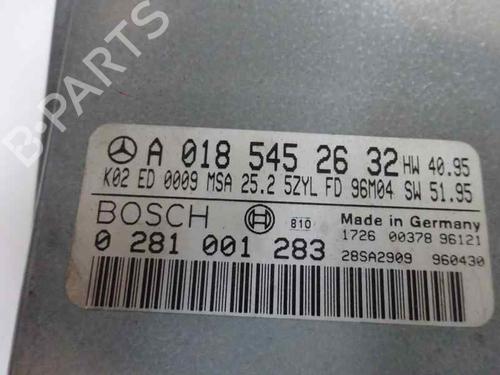 B-PARTS
A 018 545 26 32 HW 40.95
K02 ED 0009 MSA 25.2 5ZYL FD 96M04 SW 51.95
BOSCH 810 Made in Germany
0 281 001 283 1726 00378 96121
28SA2909 960430